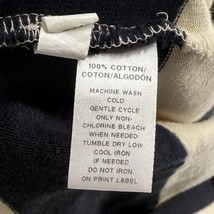 100% COTTON/
COTON/ALGODÓN
MACHINE WASH
COLD
GENTLE CYCLE
ONLY NON-
CHLORINE BLEACH
WHEN NEEDED
TUMBLE DRY LOW
COOL IRON
IF NEEDED
DO NOT IRON
ON PRINT LABEL